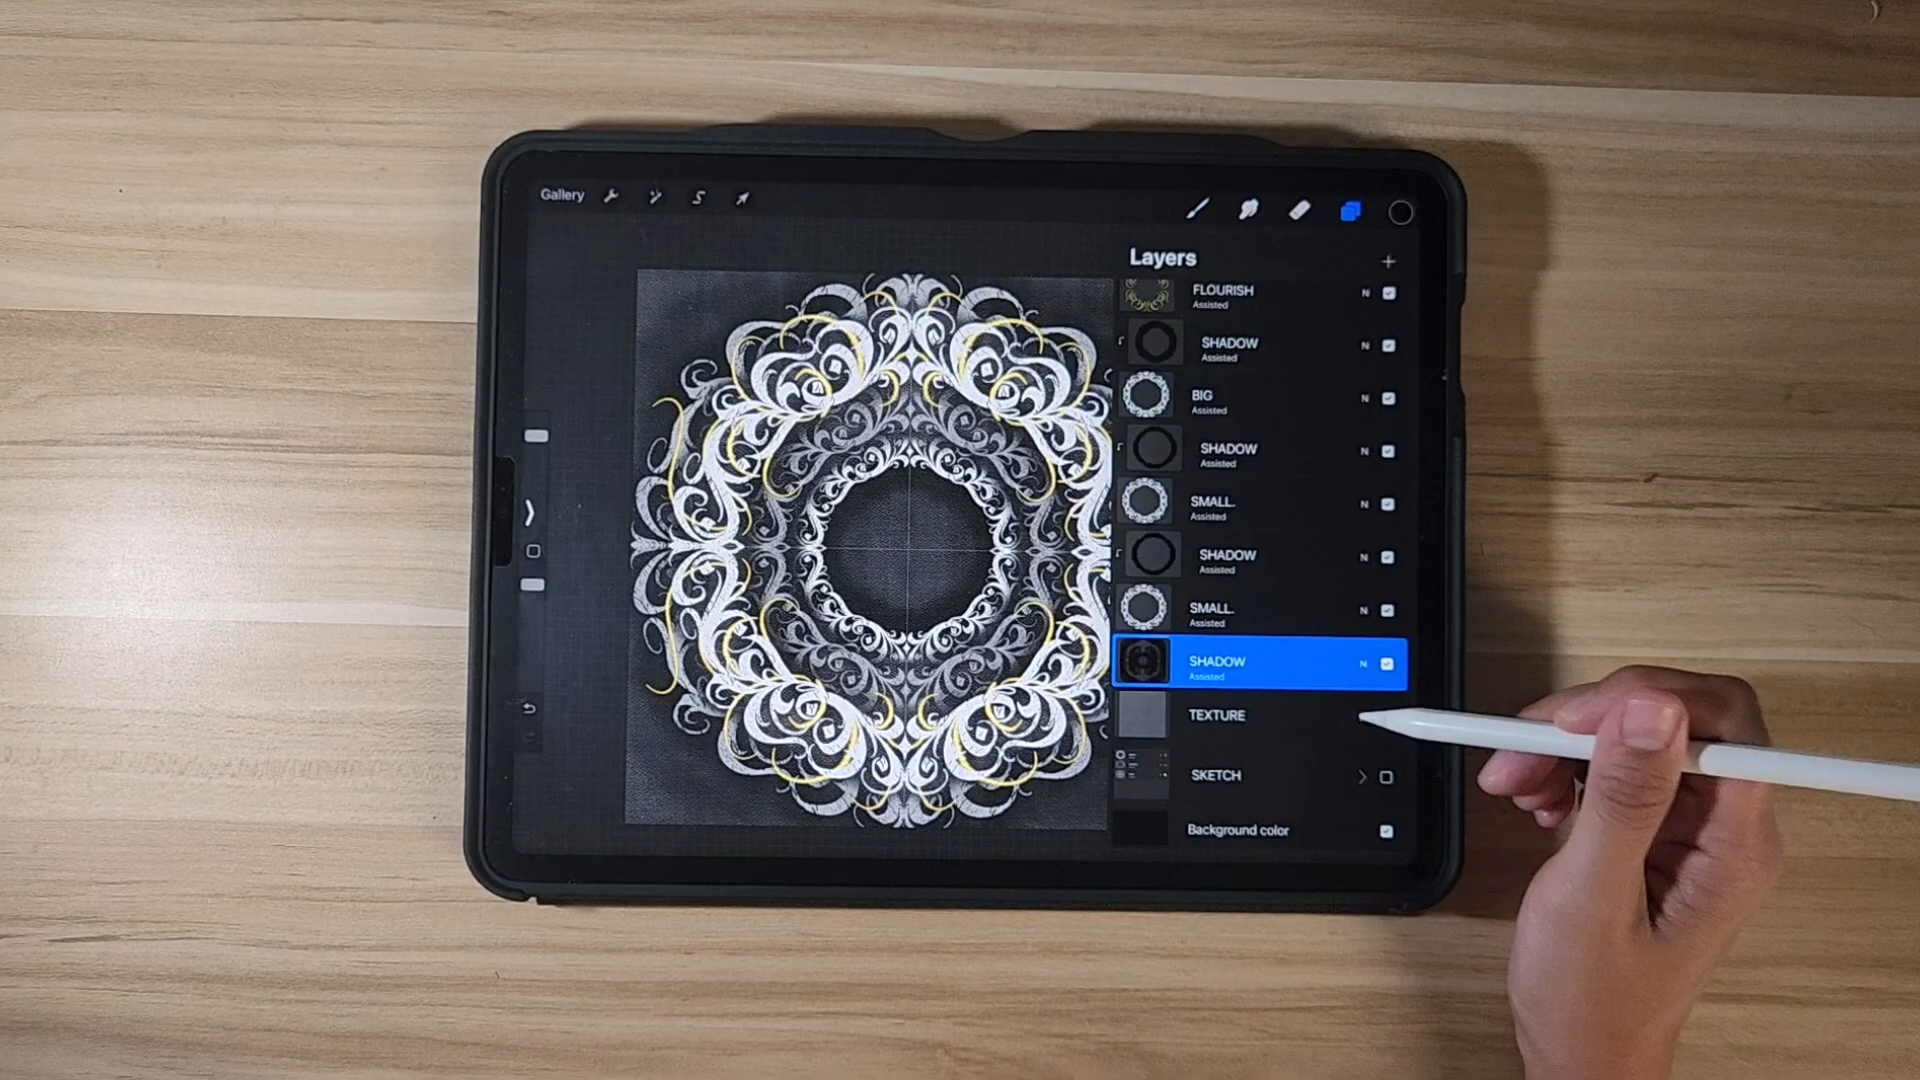 Gallery
Layers
FLOURISH
Assisted
N
SHADOW
Assisted
N
BIG
Assisted
N
SHADOW
Assisted
N
SMALL.
Assisted
N
SHADOW
Assisted
N
SMALL.
Assisted
N
SHADOW
Assisted
N
TEXTURE
SKETCH
Background color